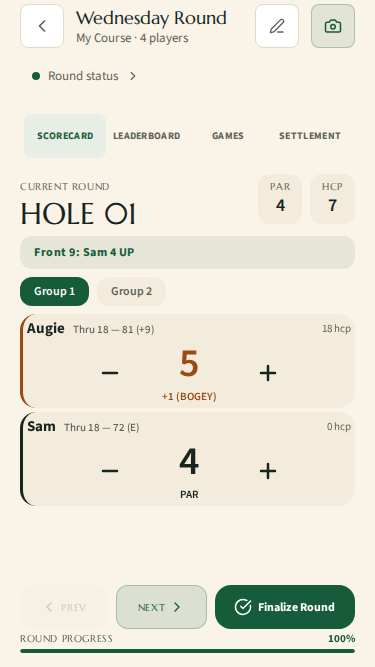 Wednesday Round
My Course · 4 players
Round status
SCORECARD LEADERBOARD GAMES SETTLEMENT
CURRENT ROUND
HOLE 01
PAR
4
HCP
7
Front 9: Sam 4 UP
Group 1 Group 2
Augie Thru 18 — 81 (+9) 18 hcp
− 5 +
+1 (BOGEY)
Sam Thru 18 — 72 (E) 0 hcp
− 4 +
PAR
PREV NEXT Finalize Round
ROUND PROGRESS 100%